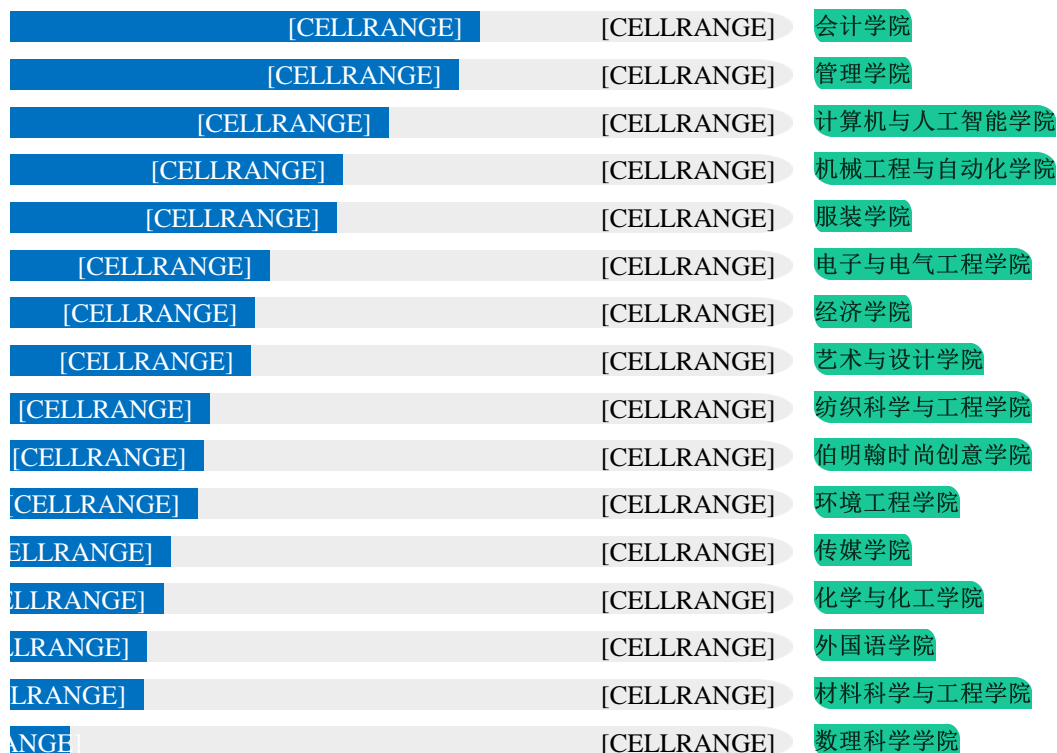 [CELLRANGE] [CELLRANGE] 会计学院
[CELLRANGE] [CELLRANGE] 管理学院
[CELLRANGE] [CELLRANGE] 计算机与人工智能学院
[CELLRANGE] [CELLRANGE] 机械工程与自动化学院
[CELLRANGE] [CELLRANGE] 服装学院
[CELLRANGE] [CELLRANGE] 电子与电气工程学院
[CELLRANGE] [CELLRANGE] 经济学院
[CELLRANGE] [CELLRANGE] 艺术与设计学院
[CELLRANGE] [CELLRANGE] 纺织科学与工程学院
[CELLRANGE] [CELLRANGE] 伯明翰时尚创意学院
[CELLRANGE] [CELLRANGE] 环境工程学院
ELLRANGE] [CELLRANGE] 传媒学院
ELLRANGE] [CELLRANGE] 化学与化工学院
LLRANGE] [CELLRANGE] 外国语学院
LRANGE] [CELLRANGE] 材料科学与工程学院
ANGE] [CELLRANGE] 数理科学学院